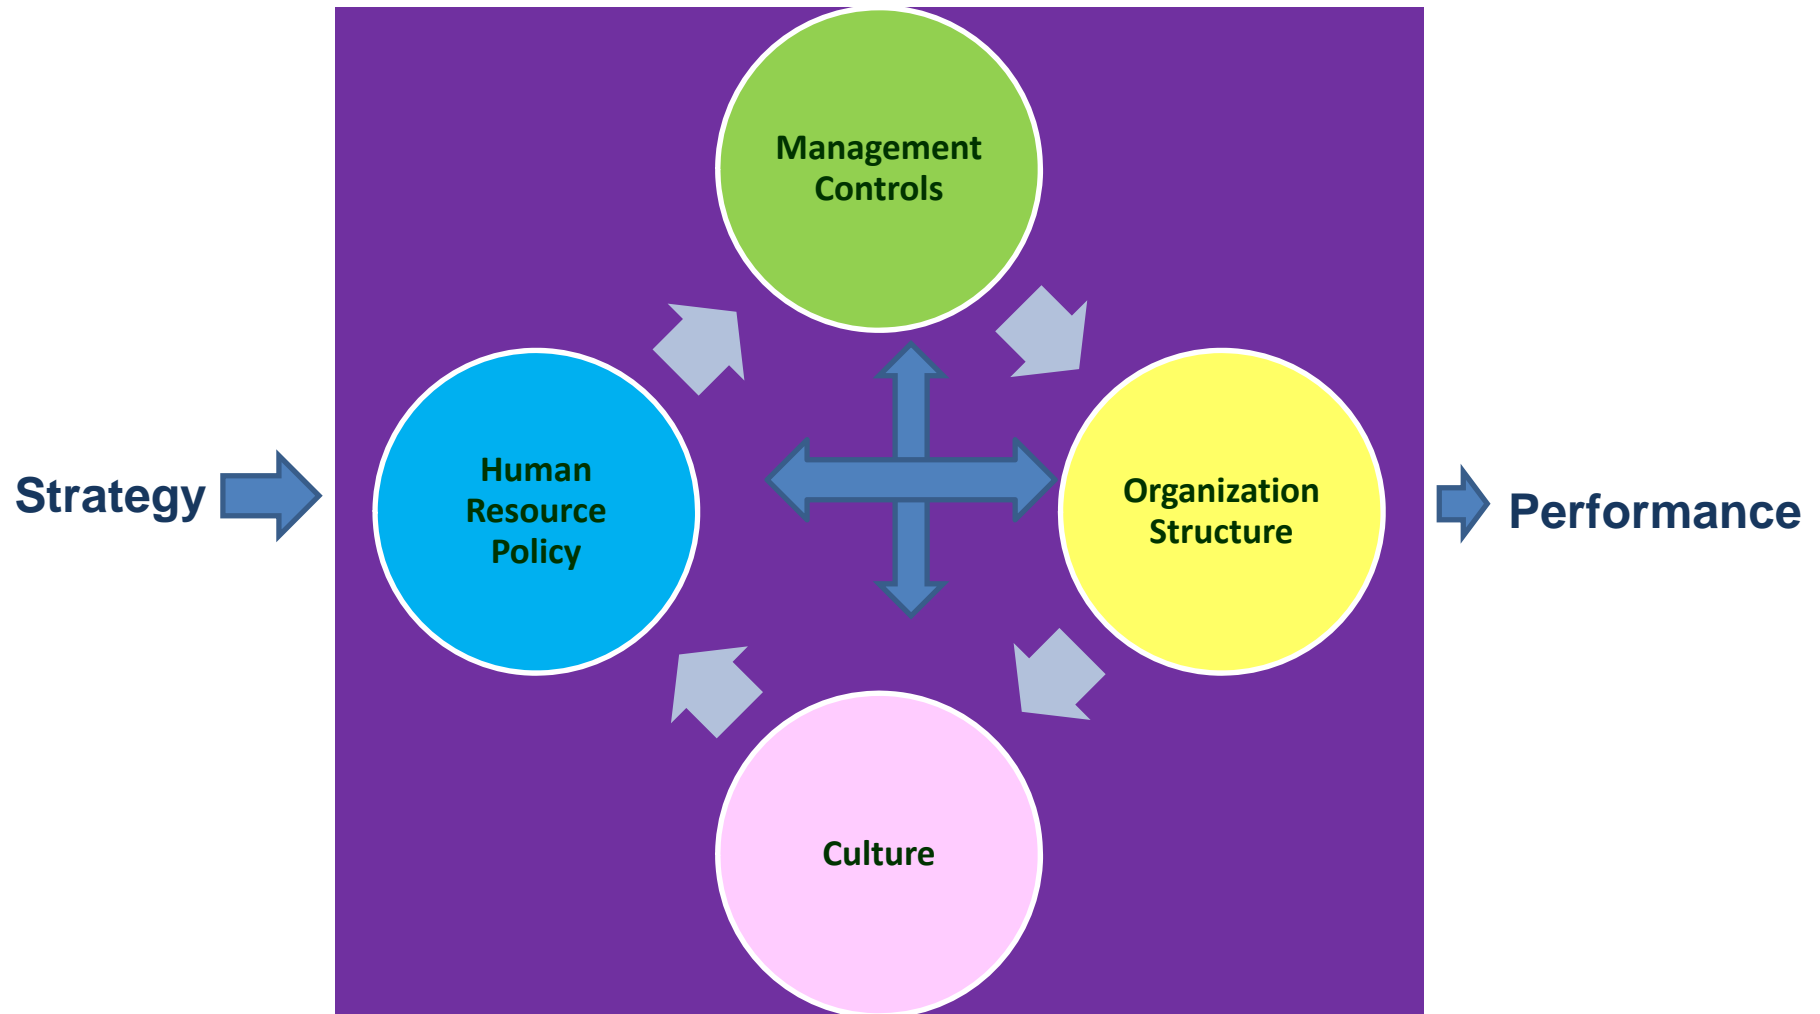 Management
Controls
Strategy
Human
Resource
Policy
Organization
Structure
Performance
Culture